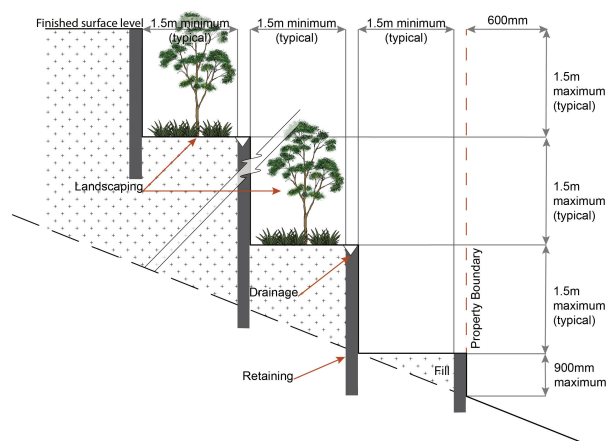 Finished surface level
1.5m minimum
(typical)
1.5m minimum
(typical)
1.5m minimum
(typical)
600mm
1.5m
maximum
(typical)
Landscaping
1.5m
maximum
(typical)
Drainage
Property Boundary
1.5m
maximum
(typical)
Retaining
Fill
900mm
maximum